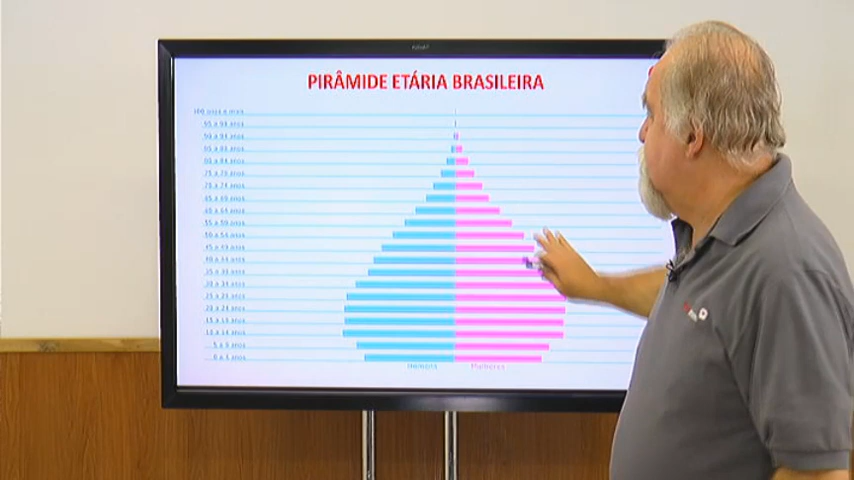 PIRÂMIDE ETÁRIA BRASILEIRA
100 anos e mais
95 a 99 anos
90 a 94 anos
85 a 89 anos
80 a 84 anos
75 a 79 anos
70 a 74 anos
65 a 69 anos
60 a 64 anos
55 a 59 anos
50 a 54 anos
45 a 49 anos
40 a 44 anos
35 a 39 anos
30 a 34 anos
25 a 29 anos
20 a 24 anos
15 a 19 anos
10 a 14 anos
5 a 9 anos
0 a 4 anos
Homens Mulheres